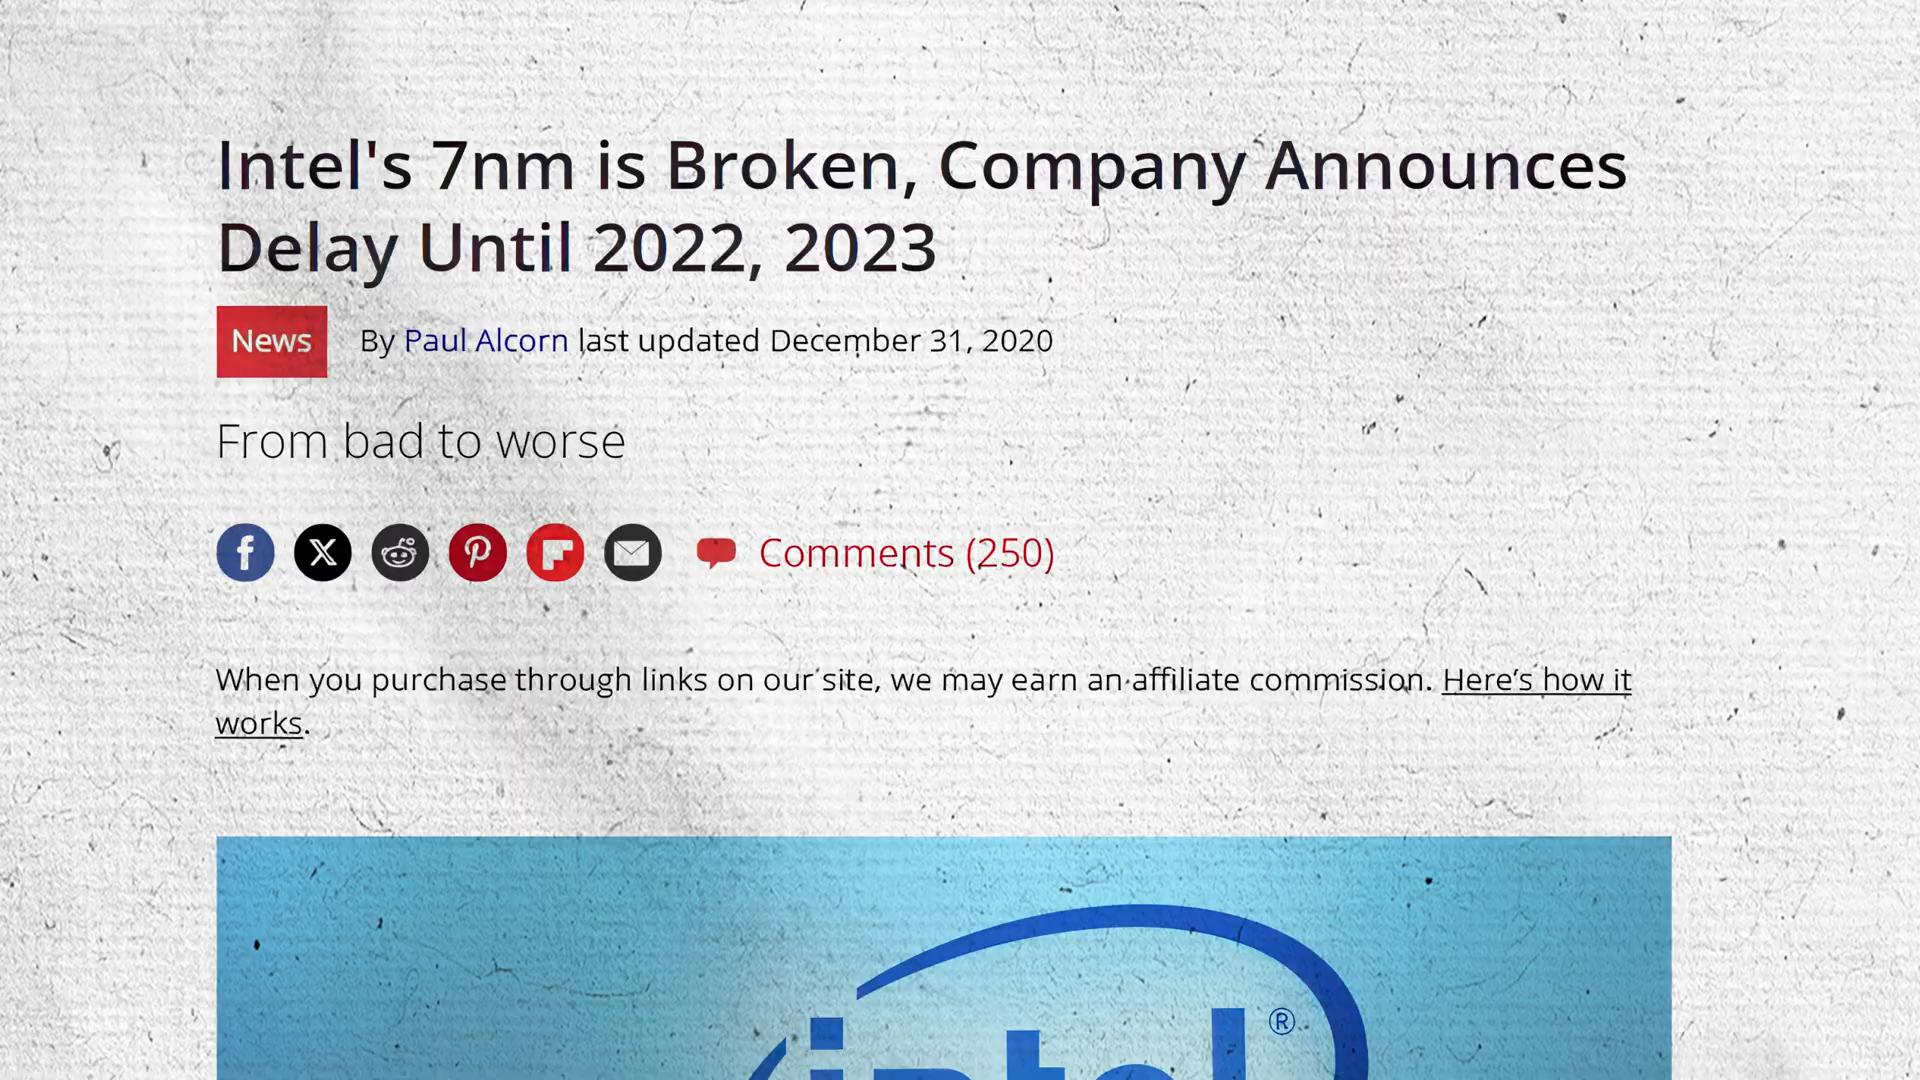 Intel's 7nm is Broken, Company Announces
Delay Until 2022, 2023
News
By Paul Alcorn last updated December 31, 2020
From bad to worse
Comments (250)
When you purchase through links on our site, we may earn an affiliate commission. Here’s how it
works.
intel®